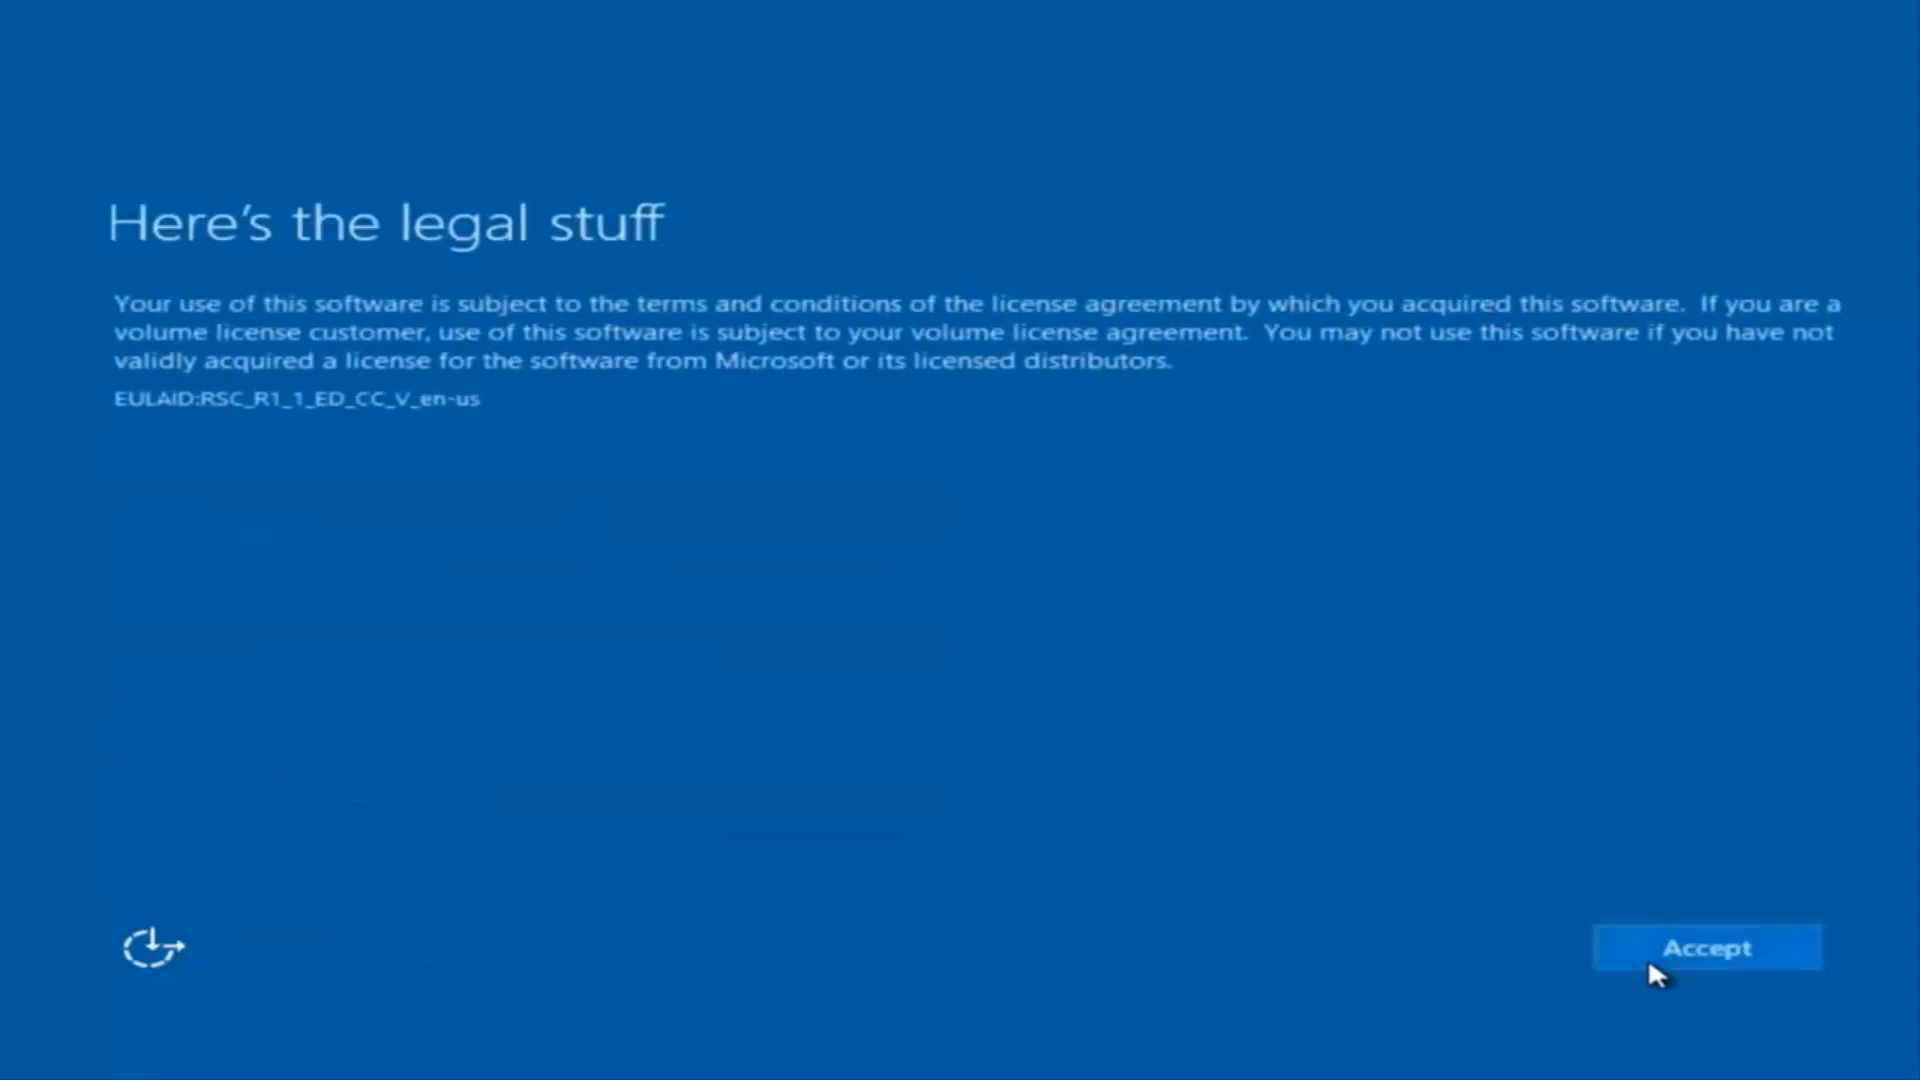 Here's the legal stuff
Your use of this software is subject to the terms and conditions of the license agreement by which you acquired this software.  If you are a
volume license customer, use of this software is subject to your volume license agreement.  You may not use this software if you have not
validly acquired a license for the software from Microsoft or its licensed distributors.
EULAID:RSC_R1_1_ED_CC_V_en-us
Accept